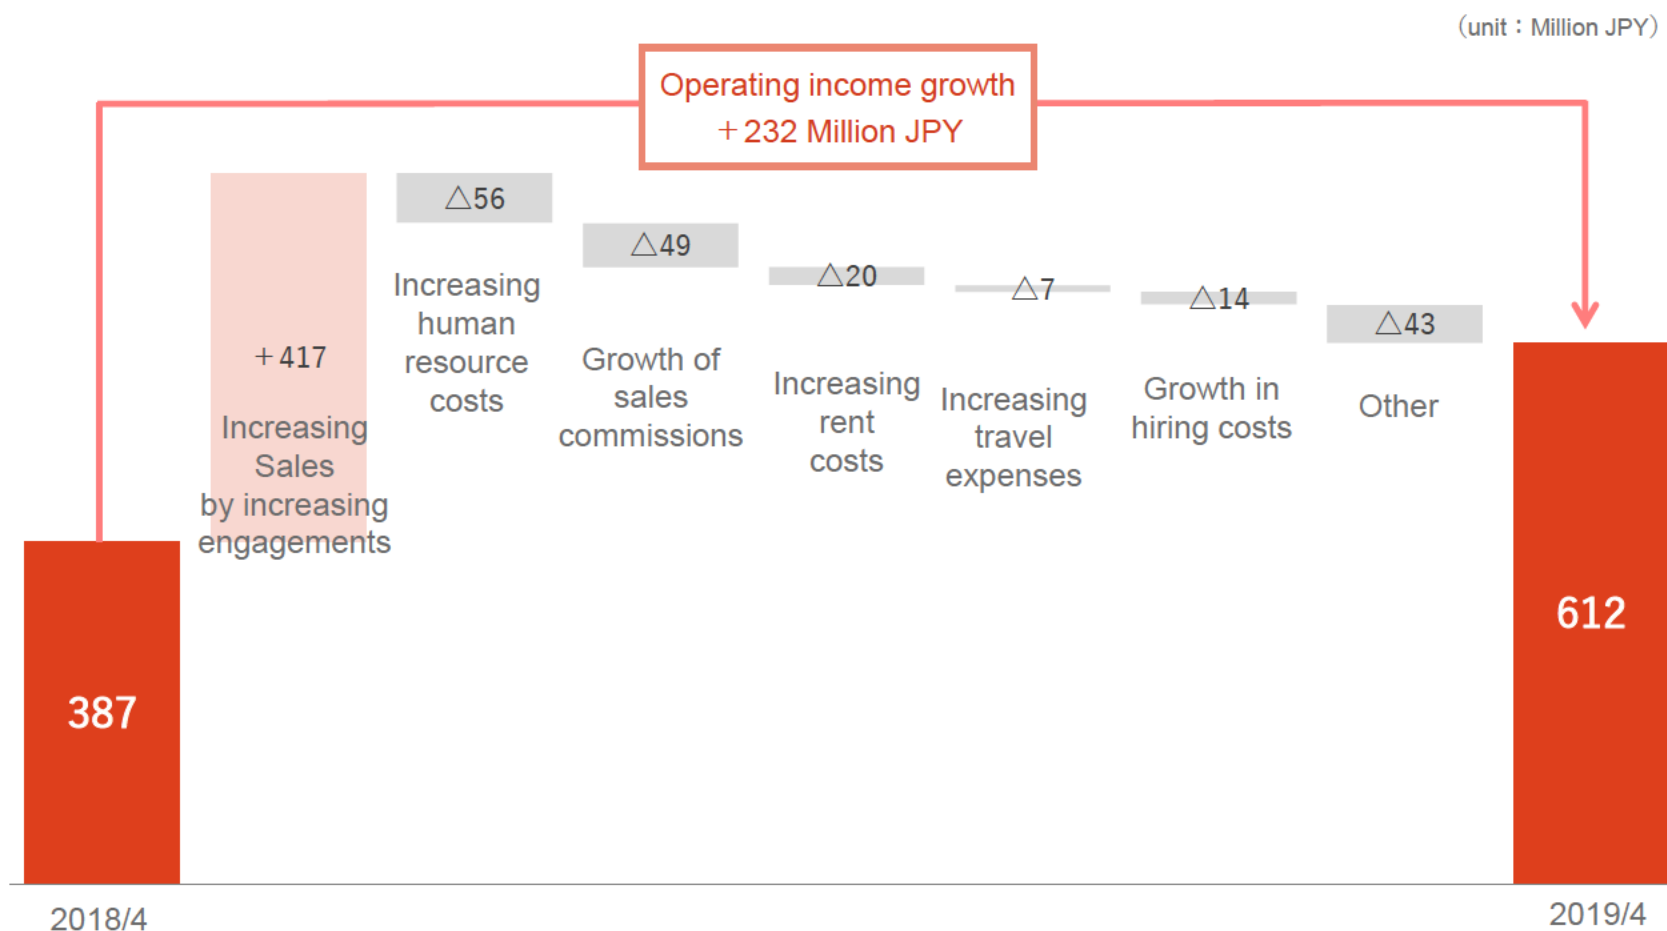 （unit：Million JPY）
Operating income growth
＋232 Million JPY
＋417
Increasing
Sales
by increasing
engagements
△56
Increasing
human
resource
costs
△49
Growth of
sales
commissions
△20
Increasing
rent
costs
△7
Increasing
travel
expenses
△14
Growth in
hiring costs
△43
Other
387
612
2018/4
2019/4